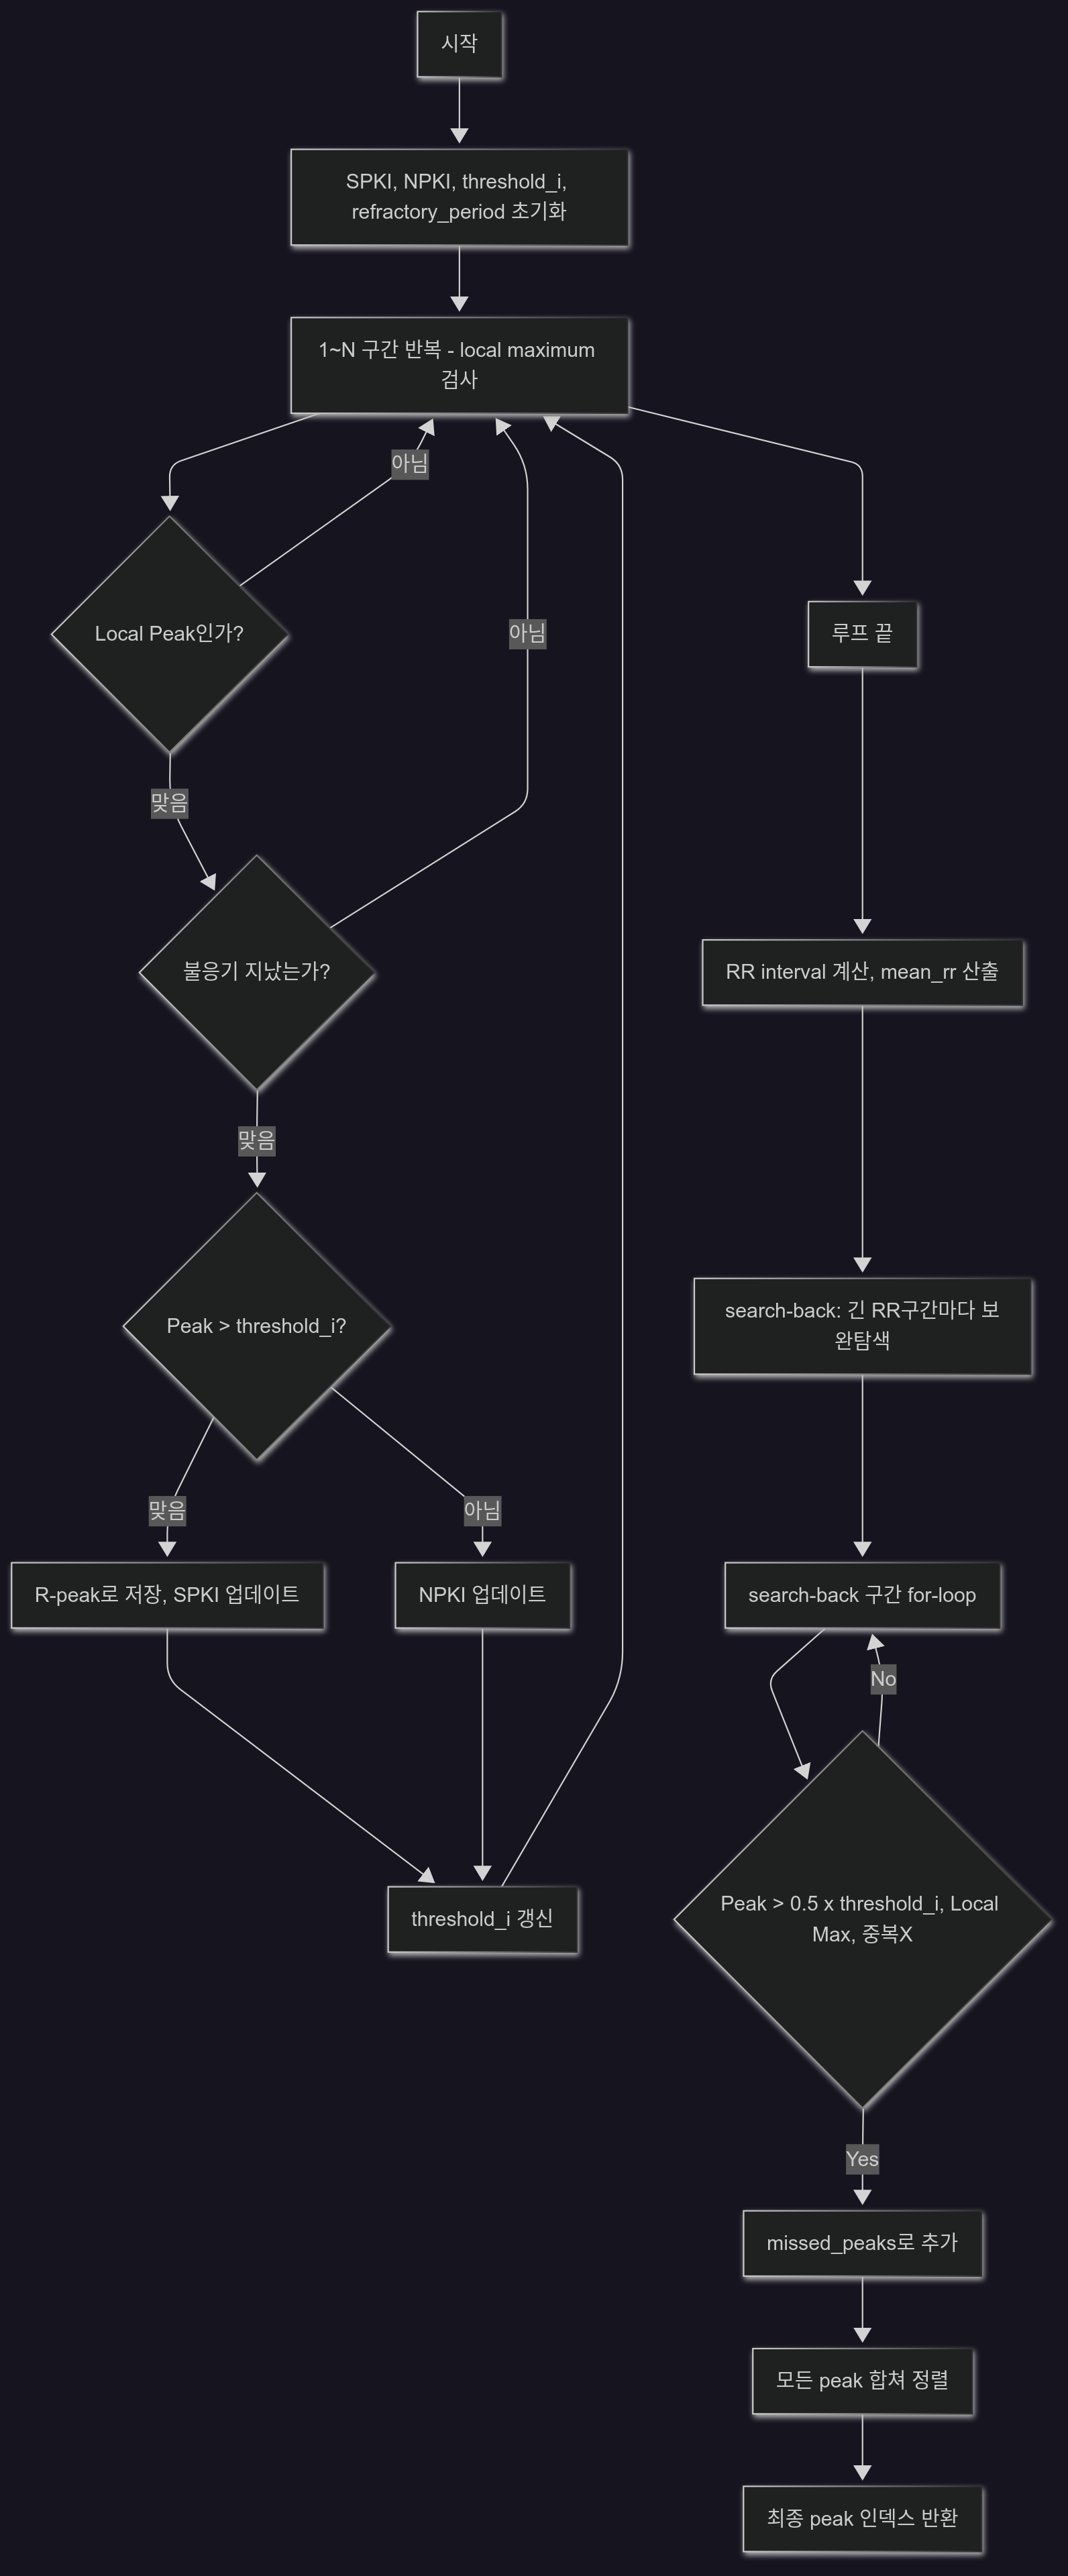 시작
SPKI, NPKI, threshold_i,
refractory_period 초기화
1~N 구간 반복 - local maximum
검사
아님
Local Peak인가?
아님
루프 끝
맞음
불응기 지났는가?
RR interval 계산, mean_rr 산출
맞음
Peak > threshold_i?
search-back: 긴 RR구간마다 보
완탐색
맞음
아님
R-peak로 저장, SPKI 업데이트
NPKI 업데이트
search-back 구간 for-loop
No
threshold_i 갱신
Peak > 0.5 x threshold_i, Local
Max, 중복X
Yes
missed_peaks로 추가
모든 peak 합쳐 정렬
최종 peak 인덱스 반환